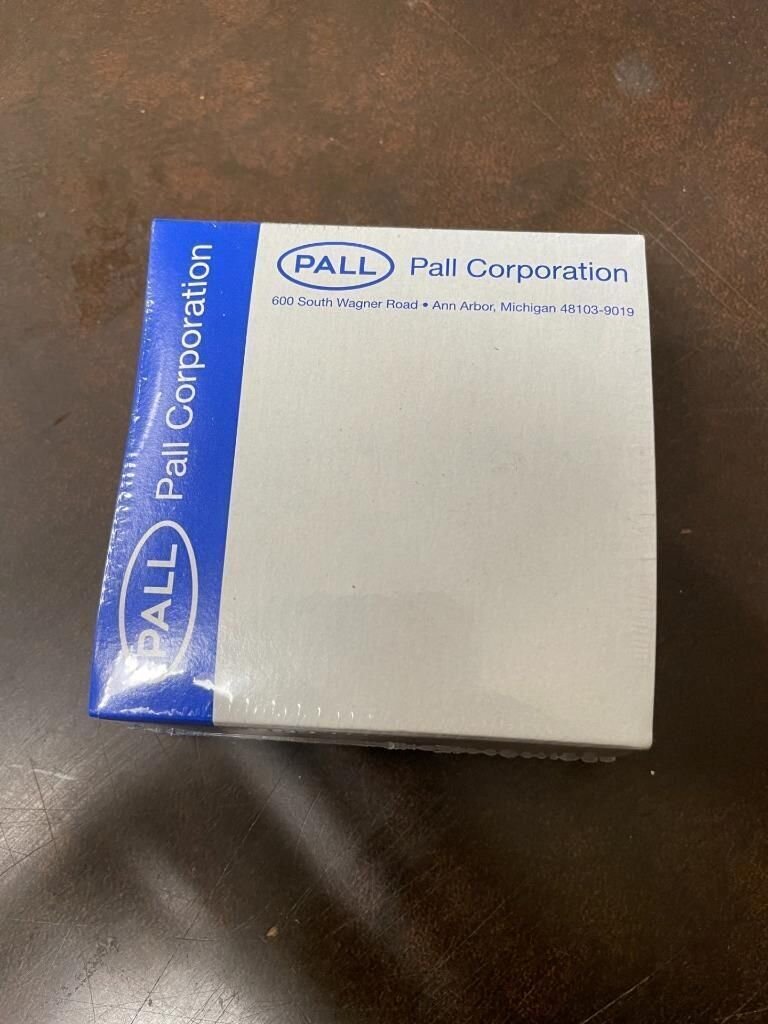 PALL Pall Corporation
600 South Wagner Road • Ann Arbor, Michigan 48103-9019
PALL Pall Corporation